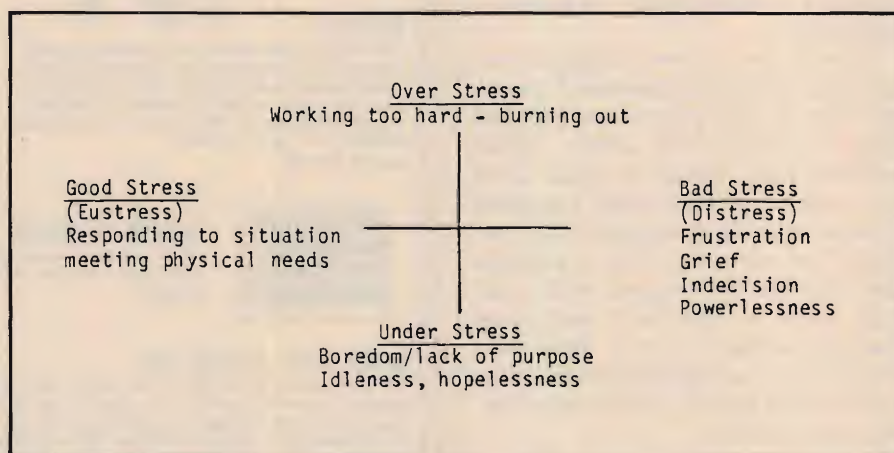 Over Stress
Working too hard - burning out
Good Stress
(Eustress)
Responding to situation
meeting physical needs
Bad Stress
(Distress)
Frustration
Grief
Indecision
Powerlessness
Under Stress
Boredom/lack of purpose
Idleness, hopelessness